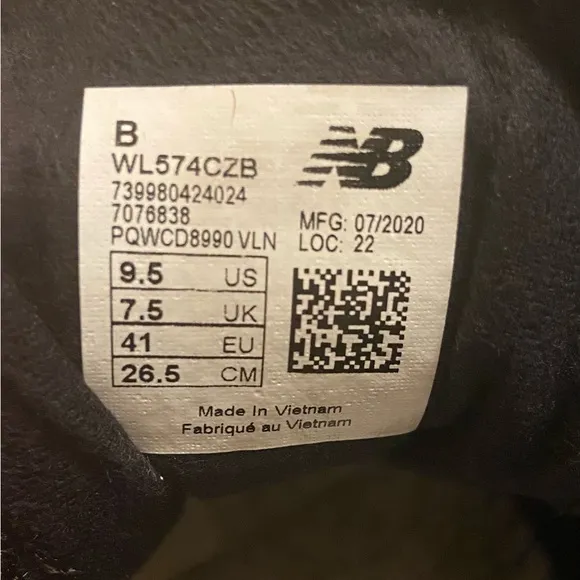 B
WL574CZB
739980424024
7076838
PQWCD8990 VLN
NB
MFG: 07/2020
LOC: 22
9.5 US
7.5 UK
41 EU
26.5 CM
Made In Vietnam
Fabriqué au Vietnam